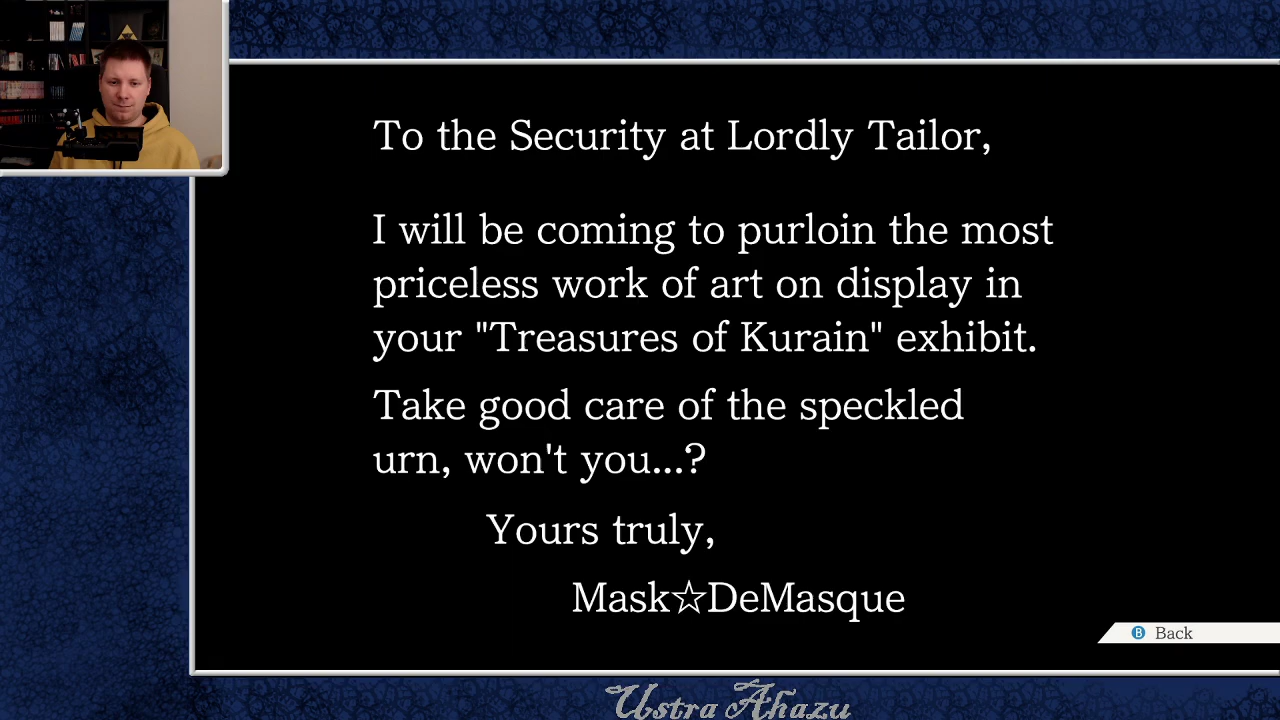 To the Security at Lordly Tailor,
I will be coming to purloin the most
priceless work of art on display in
your "Treasures of Kurain" exhibit.
Take good care of the speckled
urn, won't you...?
Yours truly,
Mask☆DeMasque
B Back
Ustra Ahazu